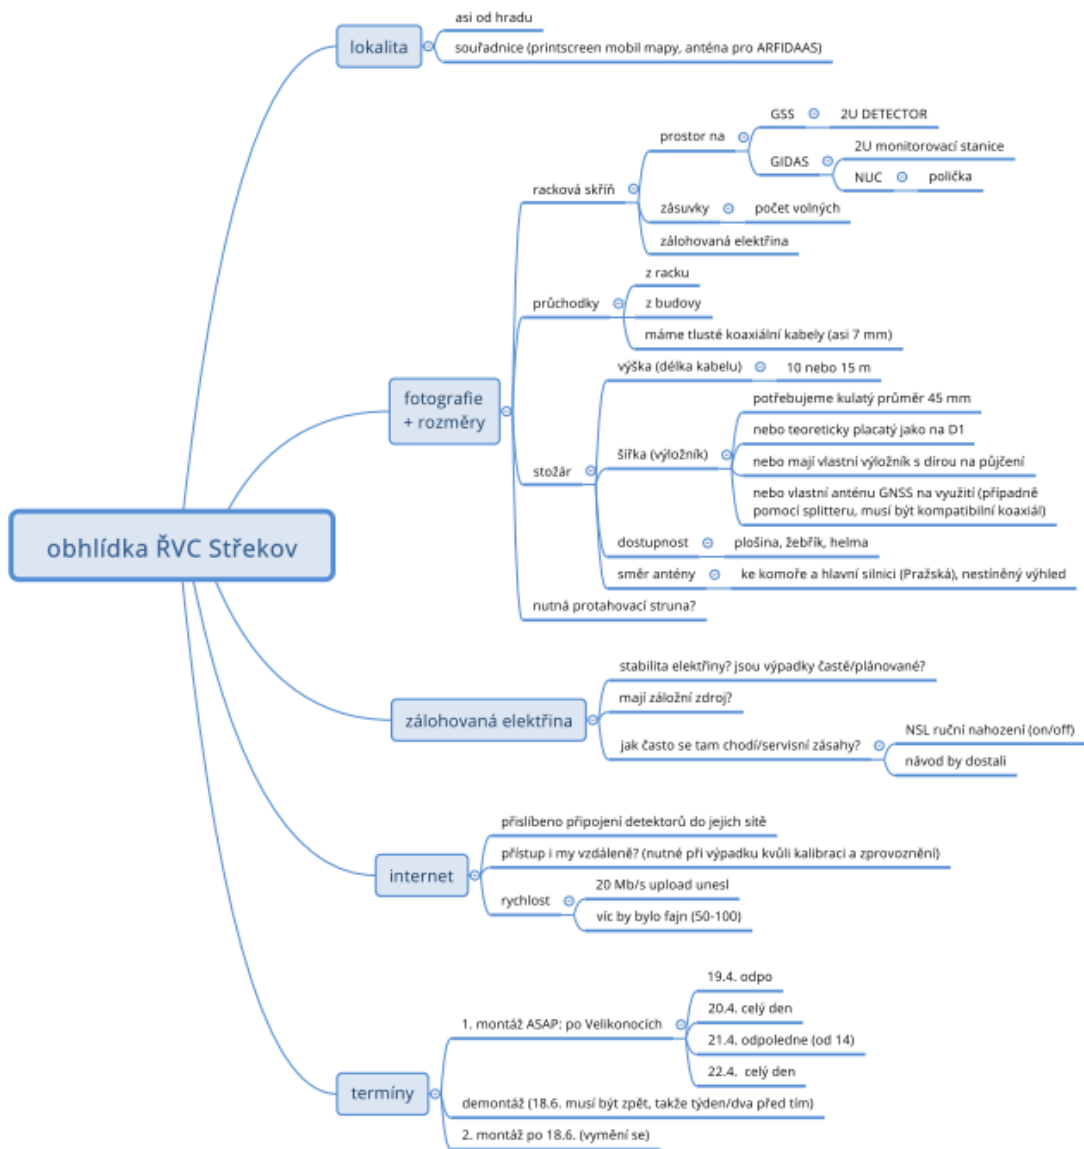 obhlídka ŘVC Střekov
lokalita
asi od hradu
souřadnice (printscreen mobil mapy, anténa pro ARFIDAAS)
fotografie
+ rozměry
racková skříň
prostor na
GSS
2U DETECTOR
GIDAS
2U monitorovací stanice
NUC
polička
zásuvky
počet volných
zálohovaná elektřina
průchodky
z racku
z budovy
máme tlusté koaxiální kabely (asi 7 mm)
stožár
výška (délka kabelu)
10 nebo 15 m
šířka (výložník)
potřebujeme kulatý průměr 45 mm
nebo teoreticky placatý jako na D1
nebo mají vlastní výložník s dírou na půjčení
nebo vlastní anténu GNSS na využití (případně
pomocí splitteru, musí být kompatibilní koaxiál)
dostupnost
plošina, žebřík, helma
směr antény
ke komoře a hlavní silnici (Pražská), nestíněný výhled
nutná protahovací struna?
zálohovaná elektřina
stabilita elektřiny? jsou výpadky časté/plánované?
mají záložní zdroj?
jak často se tam chodí/servisní zásahy?
NSL ruční nahození (on/off)
návod by dostali
internet
přislíbeno připojení detektorů do jejich sítě
přístup i my vzdáleně? (nutné při výpadku kvůli kalibraci a zprovoznění)
rychlost
20 Mb/s upload unesl
víc by bylo fajn (50-100)
termíny
1. montáž ASAP: po Velikonocích
19.4. odpo
20.4. celý den
21.4. odpoledne (od 14)
22.4. celý den
demontáž (18.6. musí být zpět, takže týden/dva před tím)
2. montáž po 18.6. (vymění se)